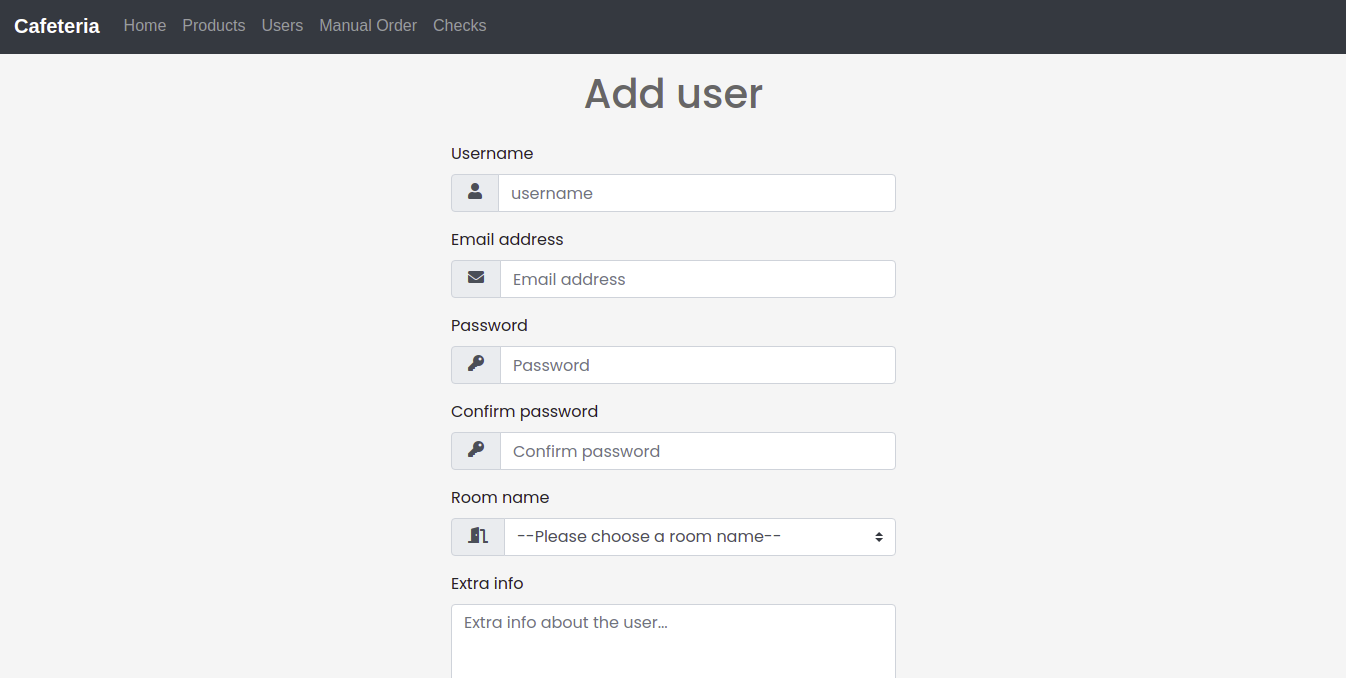 Cafeteria Home Products Users Manual Order Checks
Add user
Username
username
Email address
Email address
Password
Password
Confirm password
Confirm password
Room name
--Please choose a room name--
Extra info
Extra info about the user...